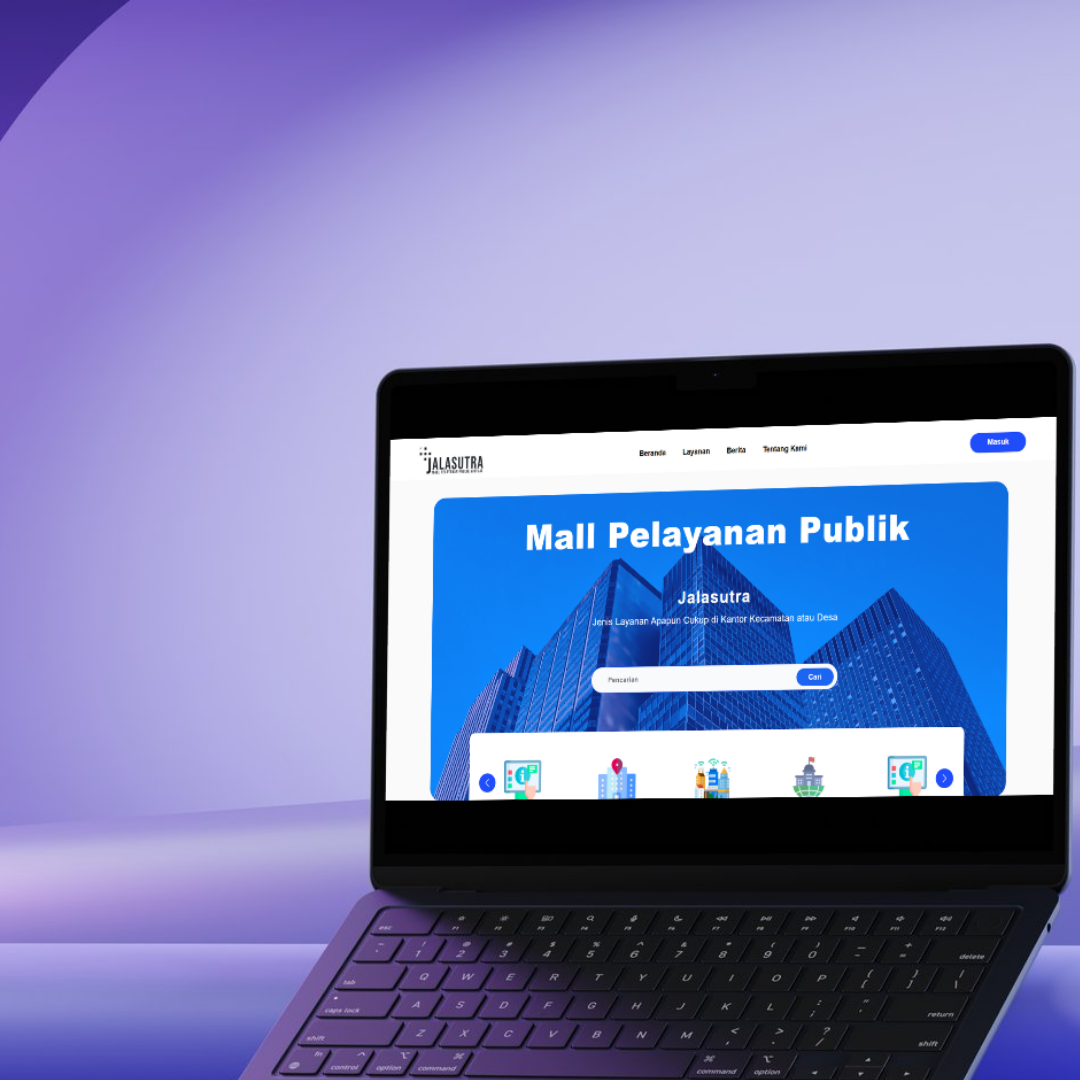 JALASUTRA
Beranda Layanan Berita Tentang Kami
Masuk
Mall Pelayanan Publik
Jalasutra
Jenis Layanan Apapun Cukup di Kantor Kecamatan atau Desa
Pencarian
Cari
esc F1 F2 F3 F4 F5 F6 F7 F8 F9 F10 F11 F12
~ ! @ # $ % ^ & * ( ) _ +
` 1 2 3 4 5 6 7 8 9 0 - = delete
tab Q W E R T Y U I O P { [ } ] | \
caps lock A S D F G H J K L : ; " ' return
shift Z X C V B N M < , > . ? / shift
fn control option command command option